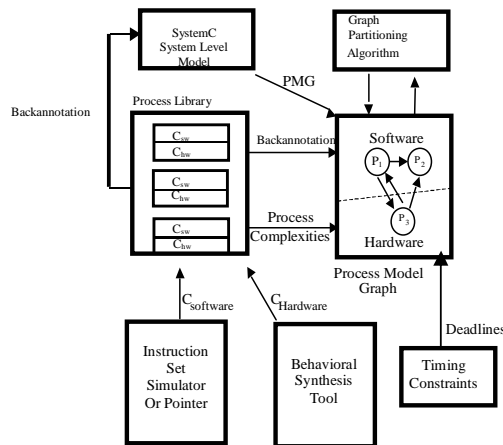 SystemC
System Level
Model
Graph
Partitioning
Algorithm
PMG
Backannotation
Process Library
Csw
Chw
Csw
Chw
Csw
Chw
Backannotation
Process
Complexities
Software
P1
P2
P3
Hardware
Process Model
Graph
Csoftware
CHardware
Deadlines
Instruction
Set
Simulator
Or Pointer
Behavioral
Synthesis
Tool
Timing
Constraints